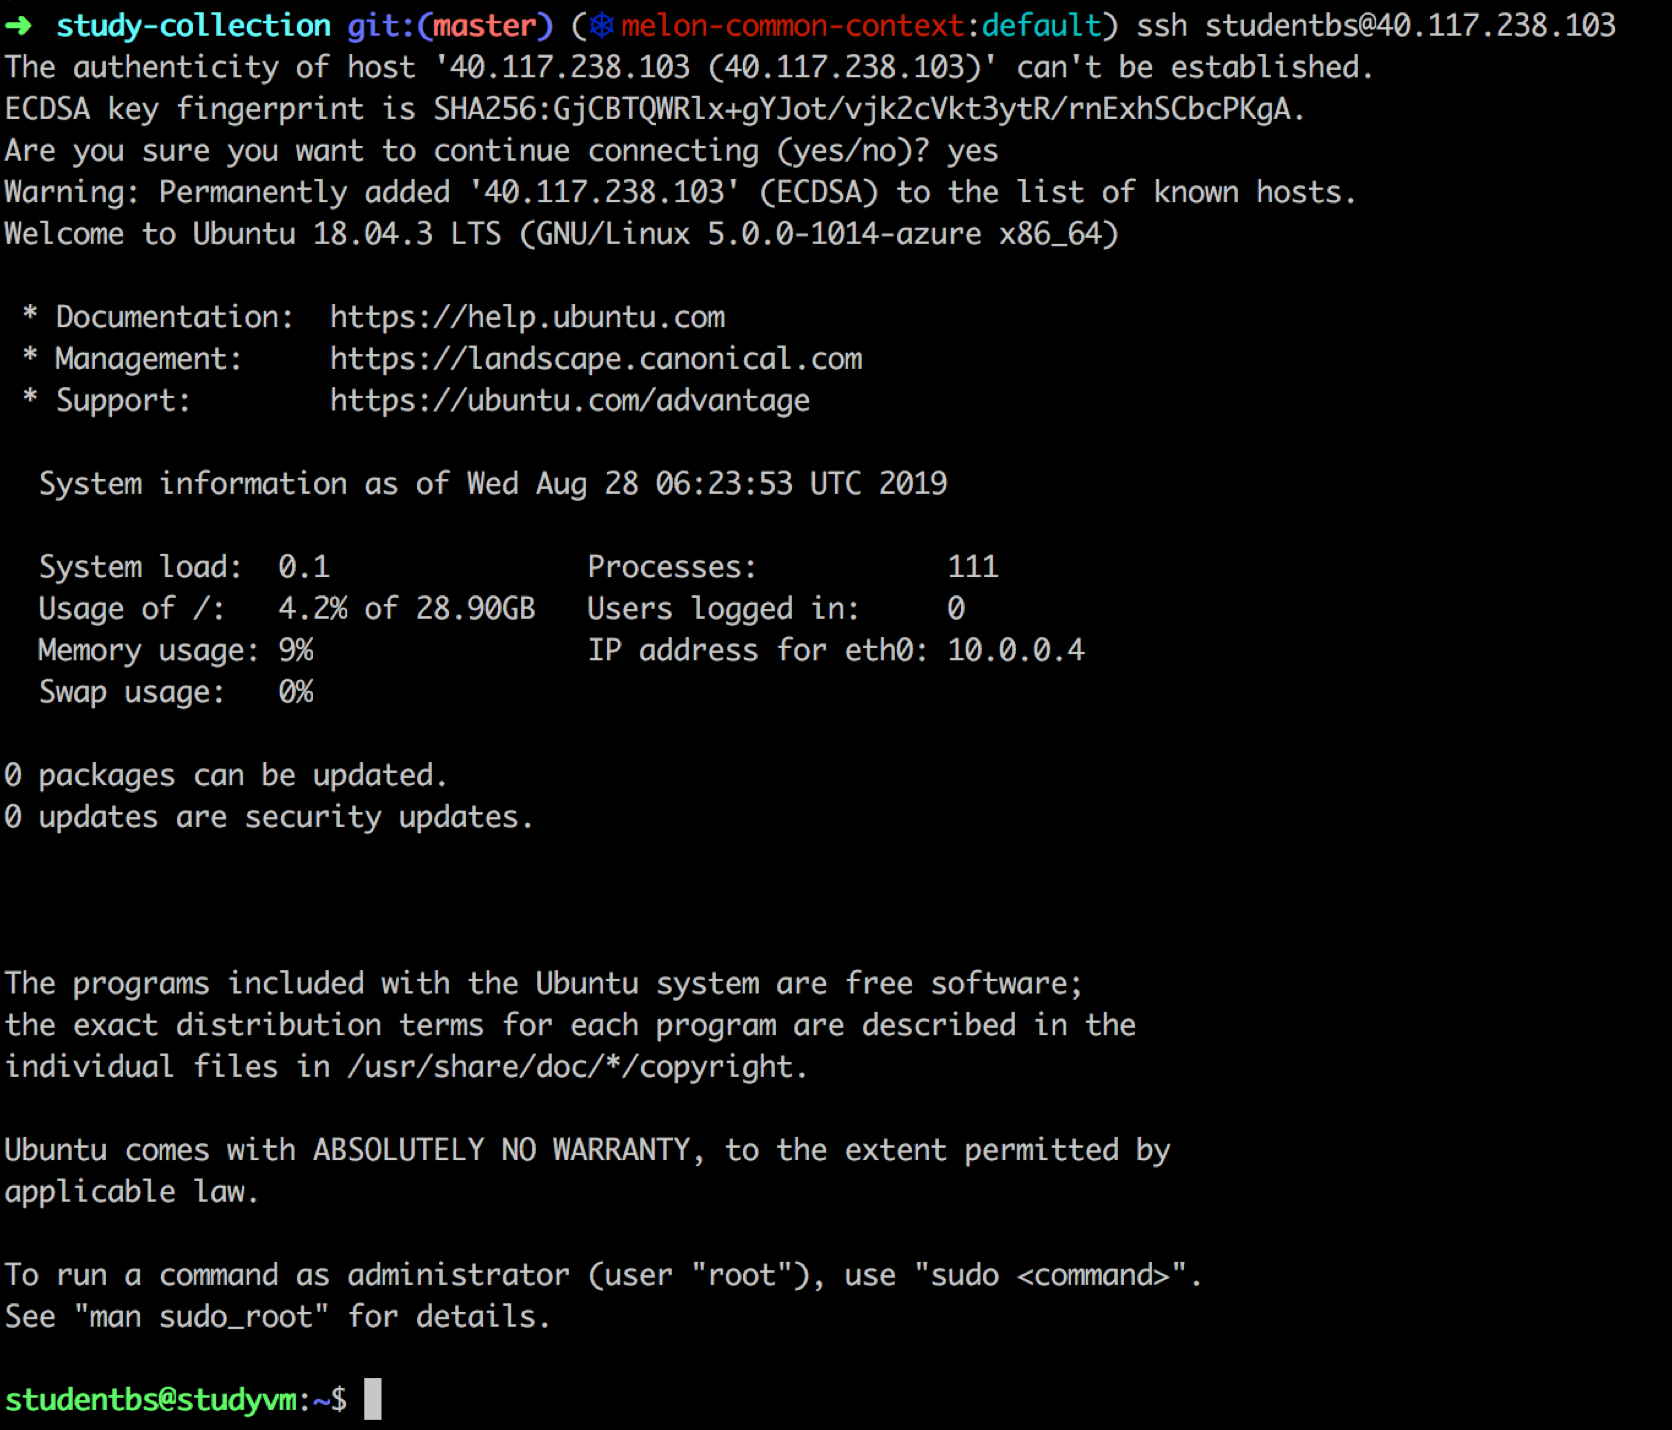 ➜ study-collection git:(master) (⎈ melon-common-context:default) ssh studentbs@40.117.238.103
The authenticity of host '40.117.238.103 (40.117.238.103)' can't be established.
ECDSA key fingerprint is SHA256:GjCBTQWRlx+gYJot/vjk2cVkt3ytR/rnExhSCbcPKgA.
Are you sure you want to continue connecting (yes/no)? yes
Warning: Permanently added '40.117.238.103' (ECDSA) to the list of known hosts.
Welcome to Ubuntu 18.04.3 LTS (GNU/Linux 5.0.0-1014-azure x86_64)
* Documentation: https://help.ubuntu.com
* Management: https://landscape.canonical.com
* Support: https://ubuntu.com/advantage
System information as of Wed Aug 28 06:23:53 UTC 2019
System load: 0.1 Processes: 111
Usage of /: 4.2% of 28.90GB Users logged in: 0
Memory usage: 9% IP address for eth0: 10.0.0.4
Swap usage: 0%
0 packages can be updated.
0 updates are security updates.
The programs included with the Ubuntu system are free software;
the exact distribution terms for each program are described in the
individual files in /usr/share/doc/*/copyright.
Ubuntu comes with ABSOLUTELY NO WARRANTY, to the extent permitted by
applicable law.
To run a command as administrator (user "root"), use "sudo <command>".
See "man sudo_root" for details.
studentbs@studyvm:~$